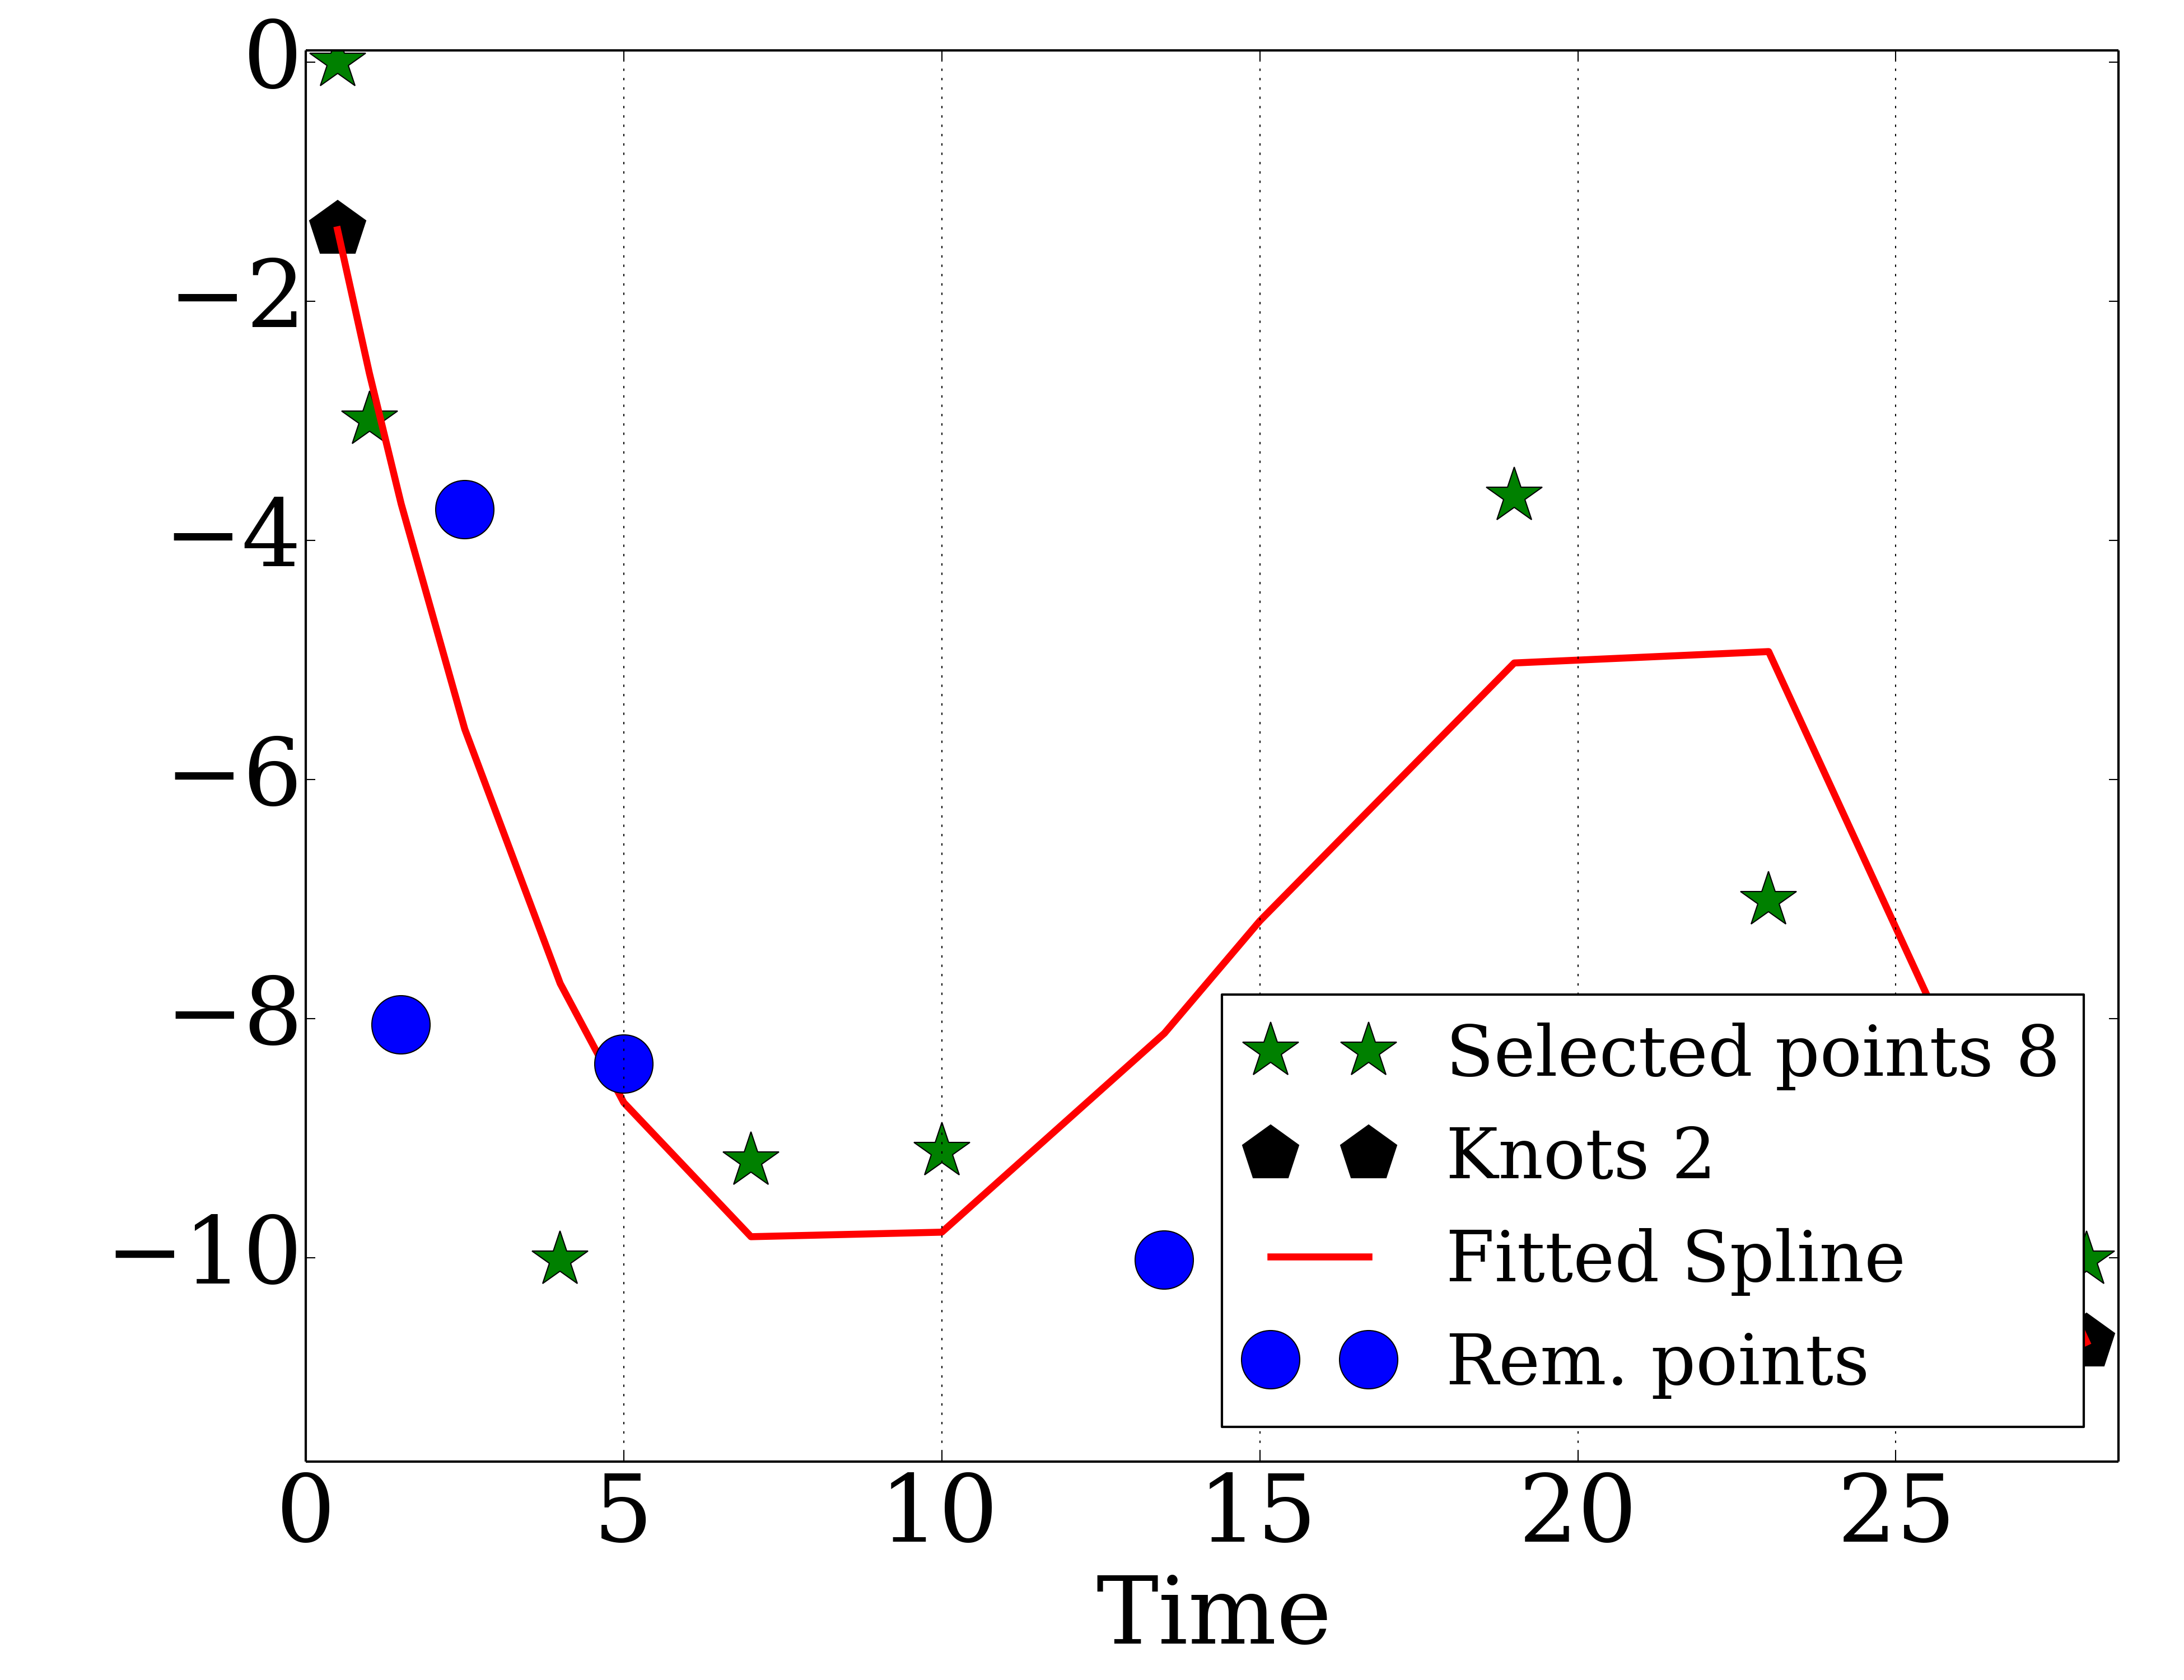 0
−2
−4
−6
−8
−10
Selected points 8
Knots 2
Fitted Spline
Rem. points
0 5 10 15 20 25
Time